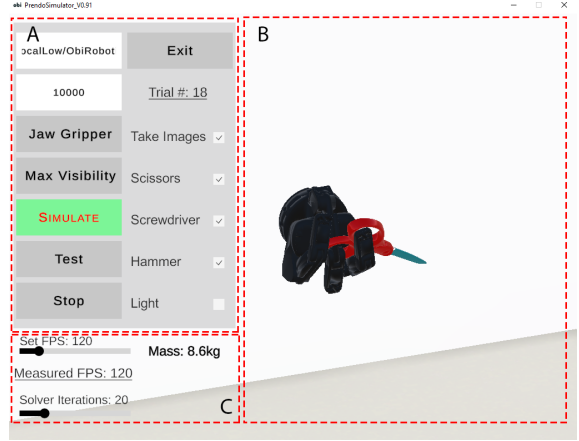 obi PrendoSimulator_V0.91
A
B
ocalLow/ObiRobot
Exit
10000
Trial #: 18
Jaw Gripper
Take Images
Max Visibility
Scissors
SIMULATE
Screwdriver
Test
Hammer
Stop
Light
Set FPS: 120
Mass: 8.6kg
Measured FPS: 120
Solver Iterations: 20
C